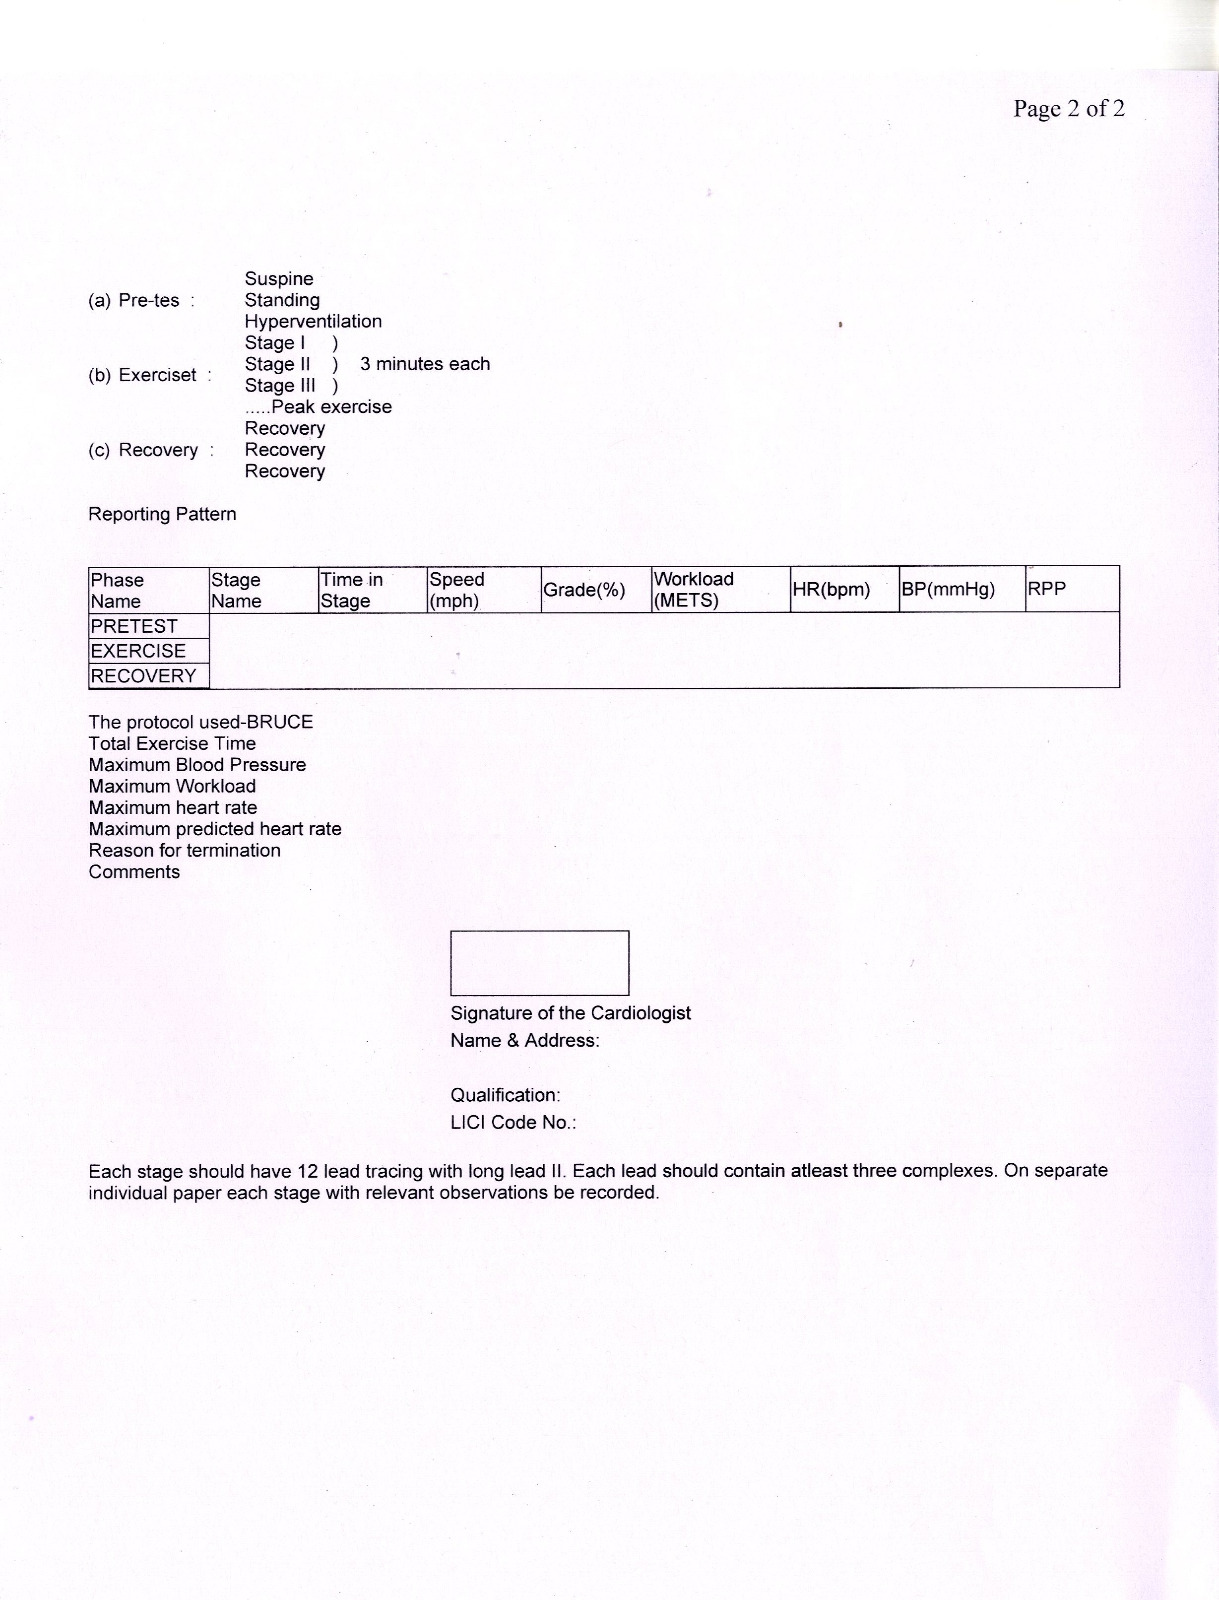 Page 2 of 2
Suspine
(a) Pre-tes : Standing
Hyperventilation
Stage I )
Stage II ) 3 minutes each
(b) Exerciset :
Stage III )
.....Peak exercise
Recovery
(c) Recovery : Recovery
Recovery
Reporting Pattern
Phase Name Stage Name Time in Stage Speed (mph) Grade(%) Workload (METS) HR(bpm) BP(mmHg) RPP
PRETEST
EXERCISE
RECOVERY
The protocol used-BRUCE
Total Exercise Time
Maximum Blood Pressure
Maximum Workload
Maximum heart rate
Maximum predicted heart rate
Reason for termination
Comments
Signature of the Cardiologist
Name & Address:
Qualification:
LICI Code No.:
Each stage should have 12 lead tracing with long lead II. Each lead should contain atleast three complexes. On separate
individual paper each stage with relevant observations be recorded.